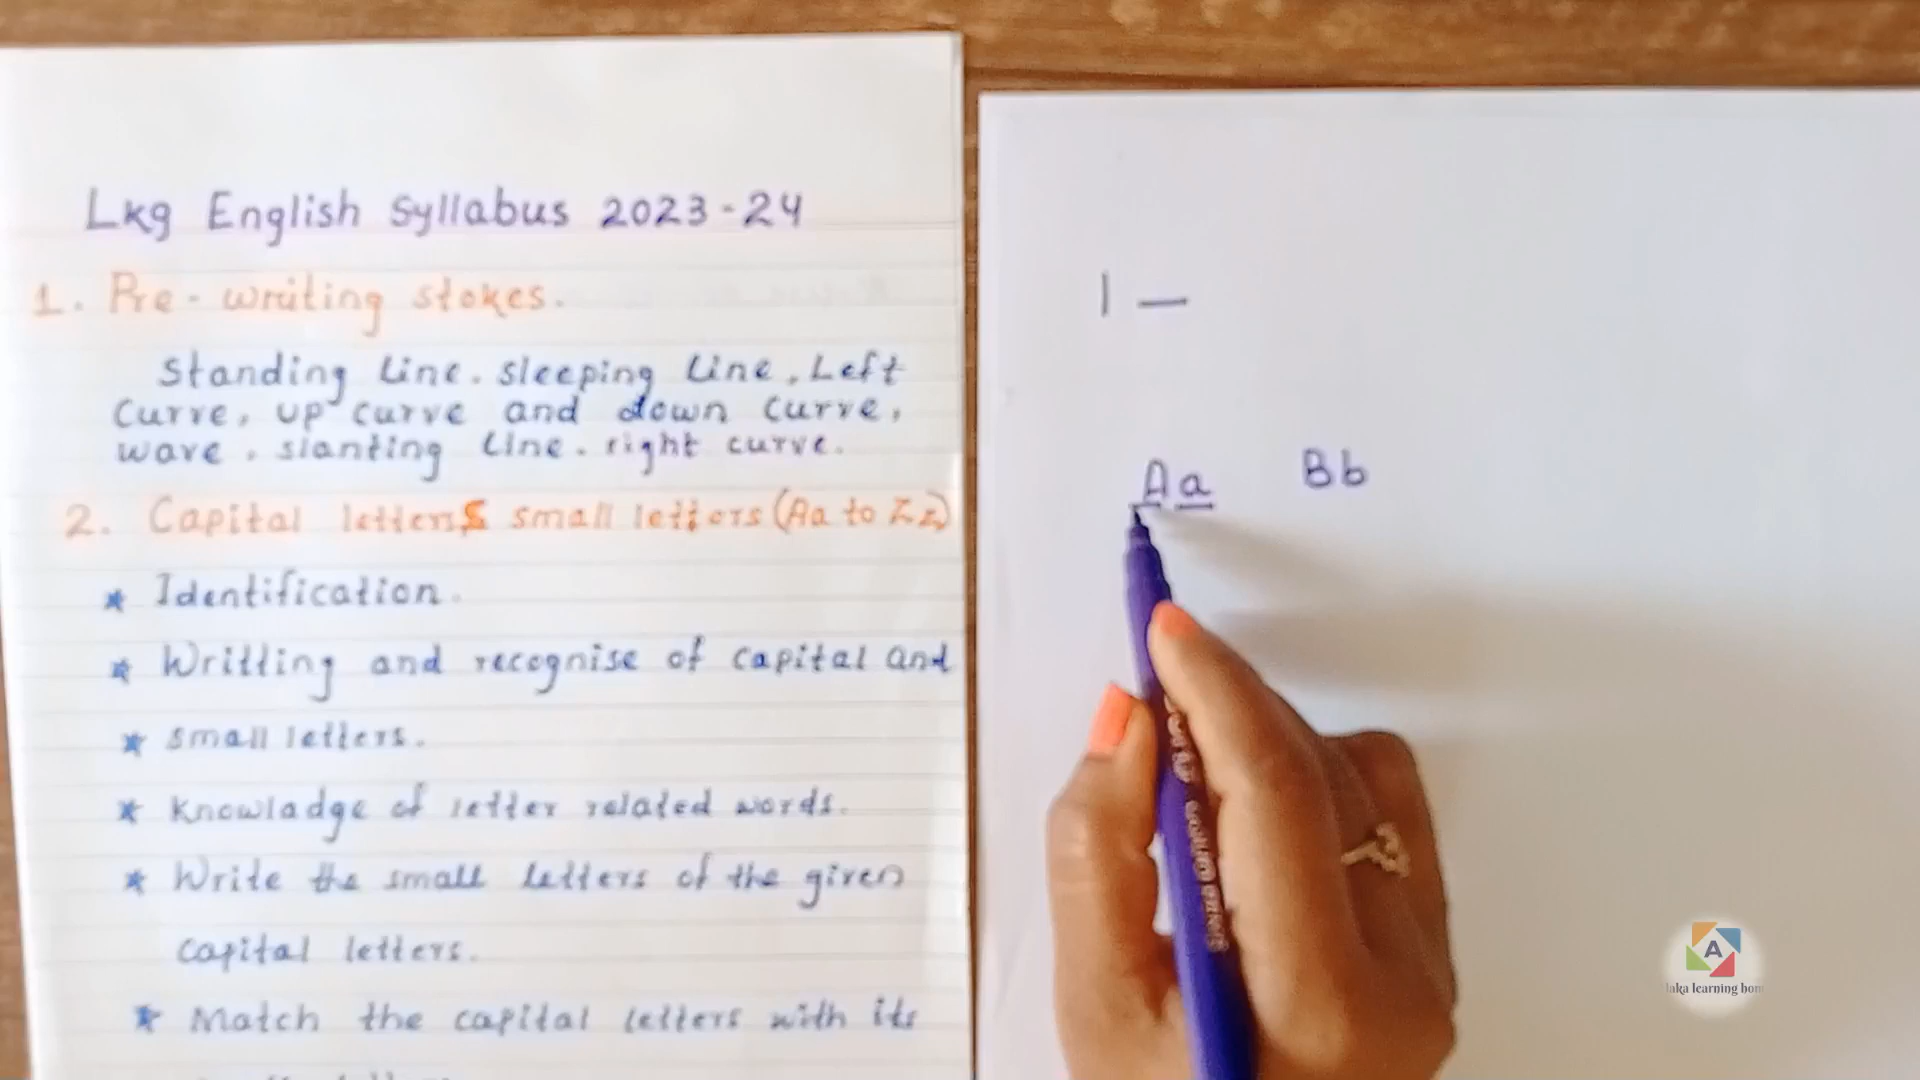 Lkg English Syllabus 2023-24
1. Pre-writing stokes.
Standing Line. sleeping Line, Left
Curve, up curve and down curve,
wave. slanting Line. right curve.
2. Capital letters small letters (Aa to Zz)
* Identification.
* Writting and recognise of capital and
* small letters.
* Knowladge of letter related words.
* Write the small letters of the given
capital letters.
* Match the capital letters with its
| —
Aa Bb
A
learning